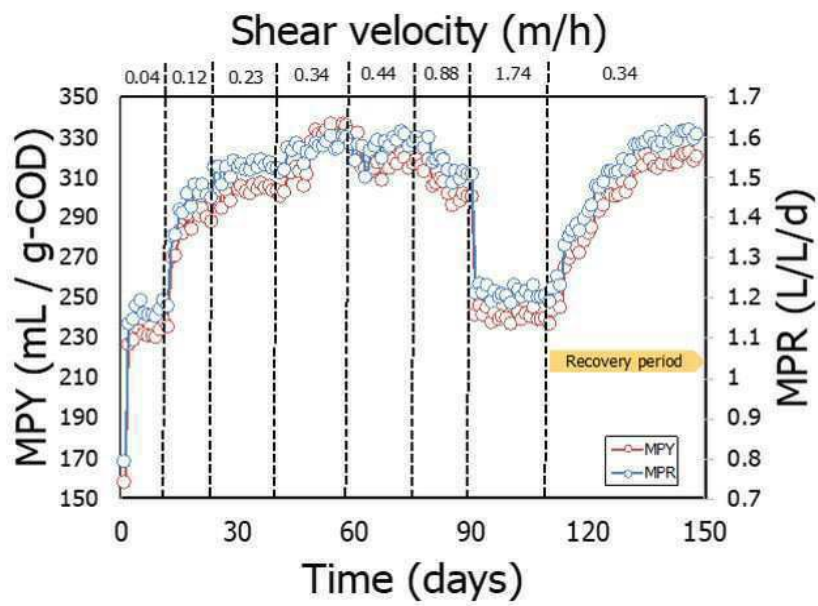 Shear velocity (m/h)
0.04 0.12 0.23 0.34 0.44 0.88 1.74 0.34
350 1.7
330 1.6
310 1.5
290 1.4
270 1.3
250 1.2
230 1.1
210 1
190 0.9
170 0.8
150 0.7
MPY (mL / g-COD)
MPR (L/L/d)
Recovery period
MPY
MPR
0 30 60 90 120 150
Time (days)